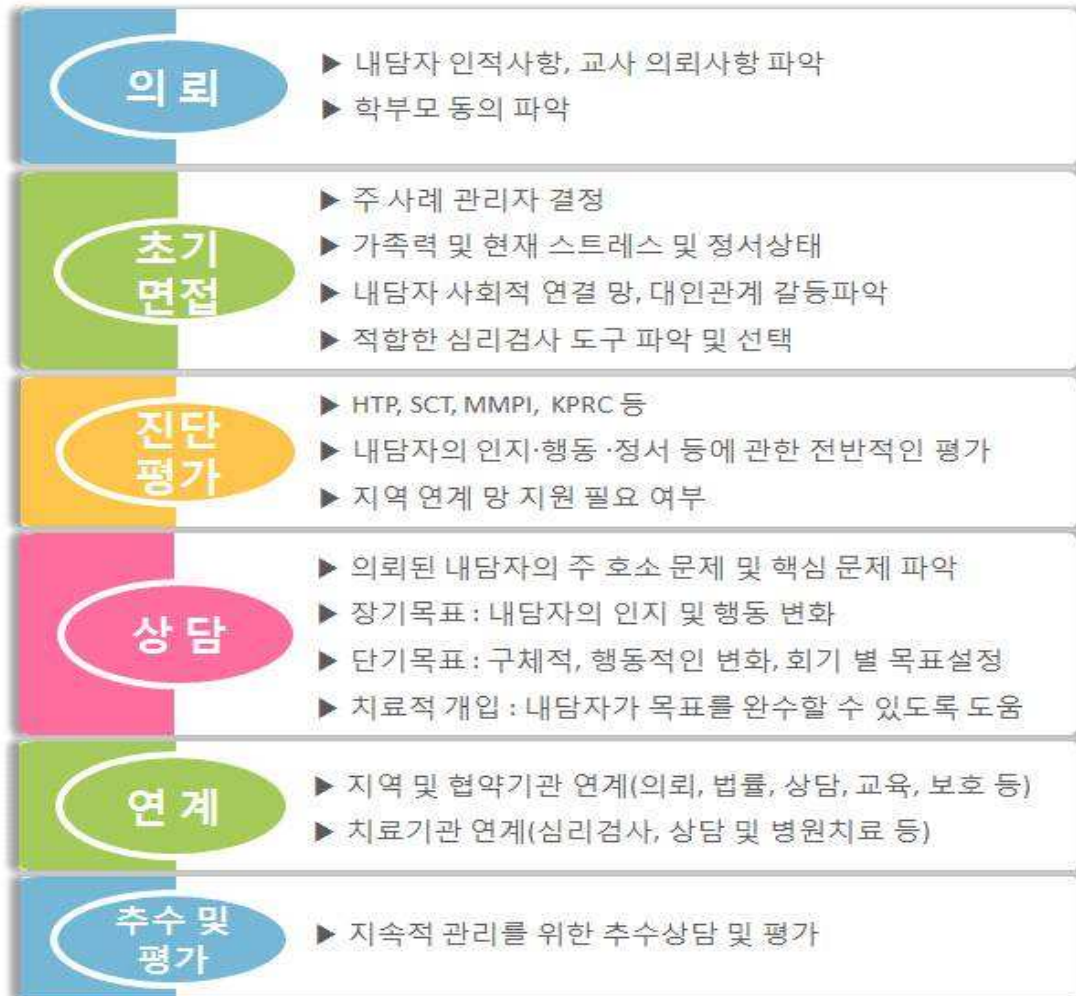 의 뢰
▶ 내담자 인적사항, 교사 의뢰사항 파악
▶ 학부모 동의 파악
초기
면접
▶ 주 사례 관리자 결정
▶ 가족력 및 현재 스트레스 및 정서상태
▶ 내담자 사회적 연결 망, 대인관계 갈등파악
▶ 적합한 심리검사 도구 파악 및 선택
진단
평가
▶ HTP, SCT, MMPI, KPRC 등
▶ 내담자의 인지·행동 ·정서 등에 관한 전반적인 평가
▶ 지역 연계 망 지원 필요 여부
상 담
▶ 의뢰된 내담자의 주 호소 문제 및 핵심 문제 파악
▶ 장기목표 : 내담자의 인지 및 행동 변화
▶ 단기목표 : 구체적, 행동적인 변화, 회기 별 목표설정
▶ 치료적 개입 : 내담자가 목표를 완수할 수 있도록 도움
연 계
▶ 지역 및 협약기관 연계(의뢰, 법률, 상담, 교육, 보호 등)
▶ 치료기관 연계(심리검사, 상담 및 병원치료 등)
추수 및
평가
▶ 지속적 관리를 위한 추수상담 및 평가